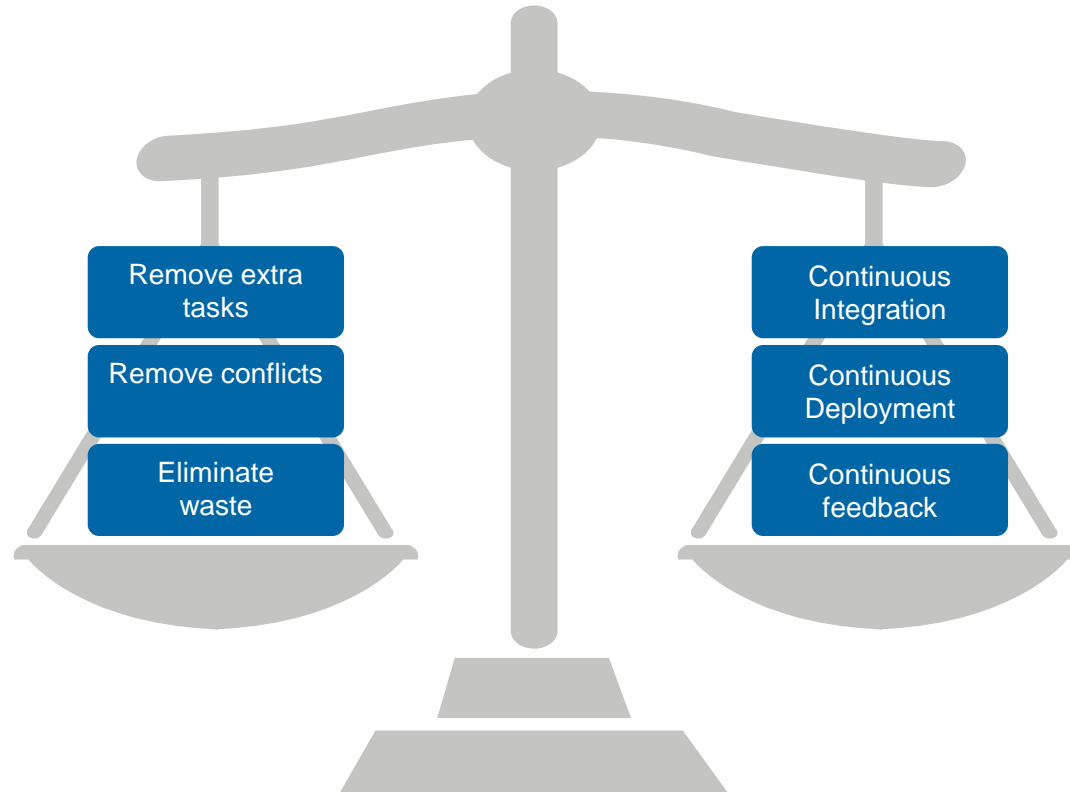 Remove extra
tasks
Remove conflicts
Eliminate
waste
Continuous
Integration
Continuous
Deployment
Continuous
feedback